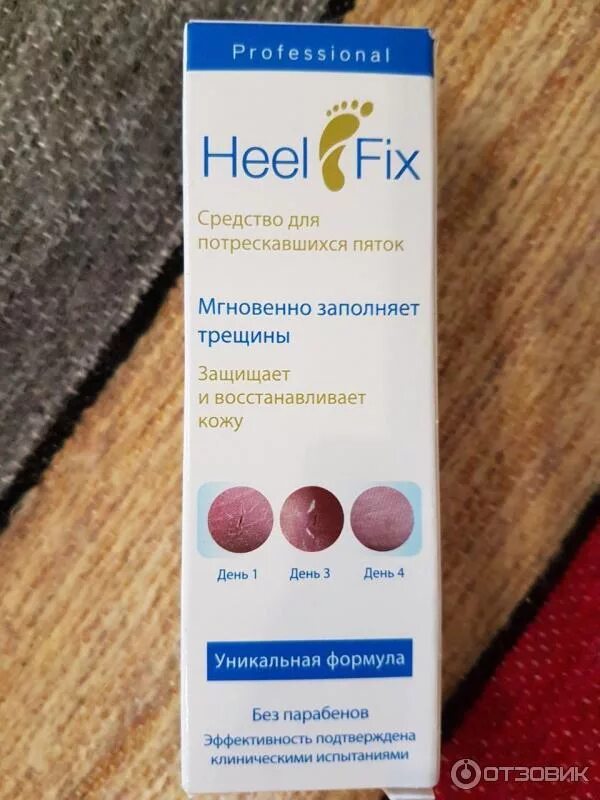 Professional
Heel Fix
Средство для
потрескавшихся пяток
Мгновенно заполняет
трещины
Защищает
и восстанавливает
кожу
День 1 День 3 День 4
Уникальная формула
Без парабенов
Эффективность подтверждена
клиническими испытаниями
ОТЗОВИК